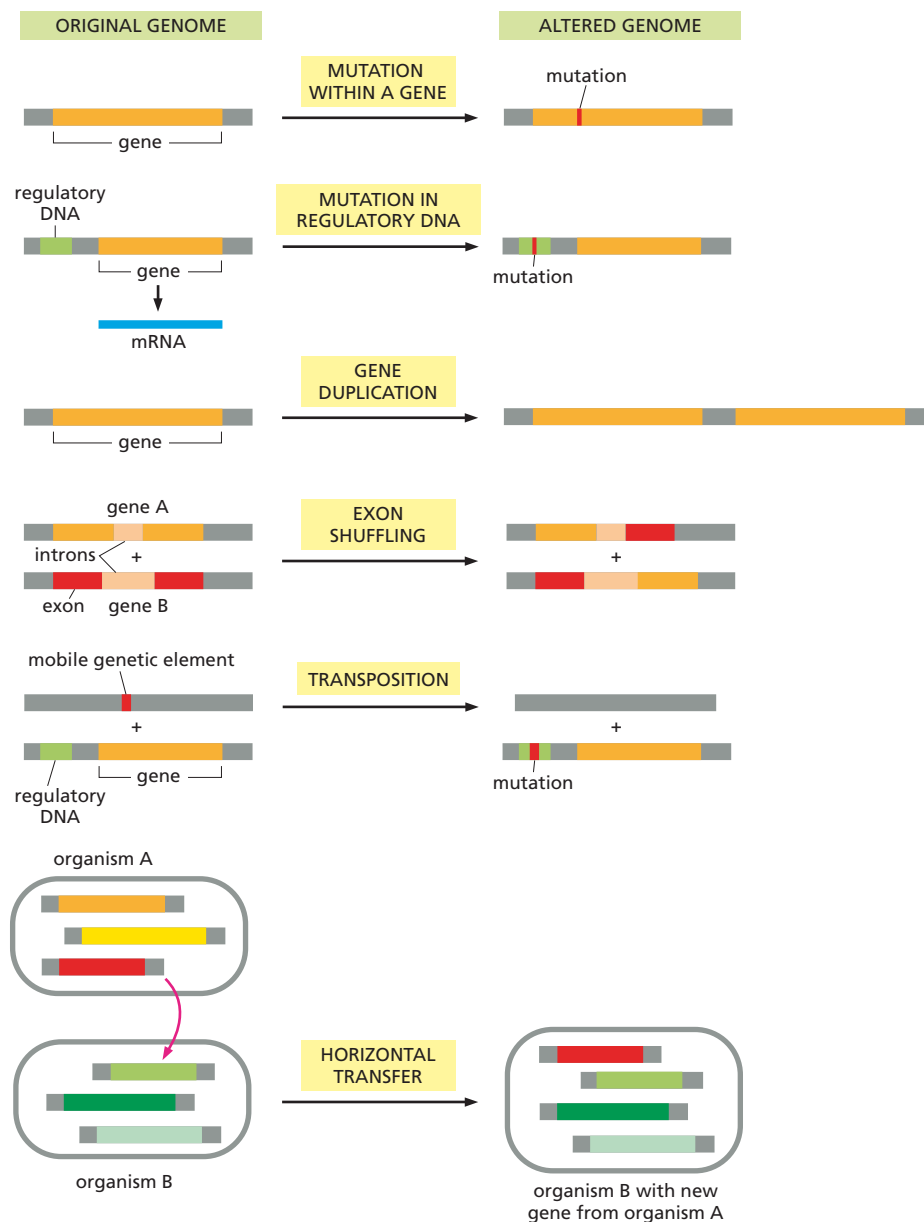 ORIGINAL GENOME
ALTERED GENOME
MUTATION
WITHIN A GENE
mutation
gene
regulatory
DNA
MUTATION IN
REGULATORY DNA
gene
mutation
mRNA
GENE
DUPLICATION
gene
gene A
EXON
SHUFFLING
introns
+
+
exon
gene B
mobile genetic element
TRANSPOSITION
+
+
gene
regulatory
DNA
mutation
organism A
HORIZONTAL
TRANSFER
organism B
organism B with new
gene from organism A